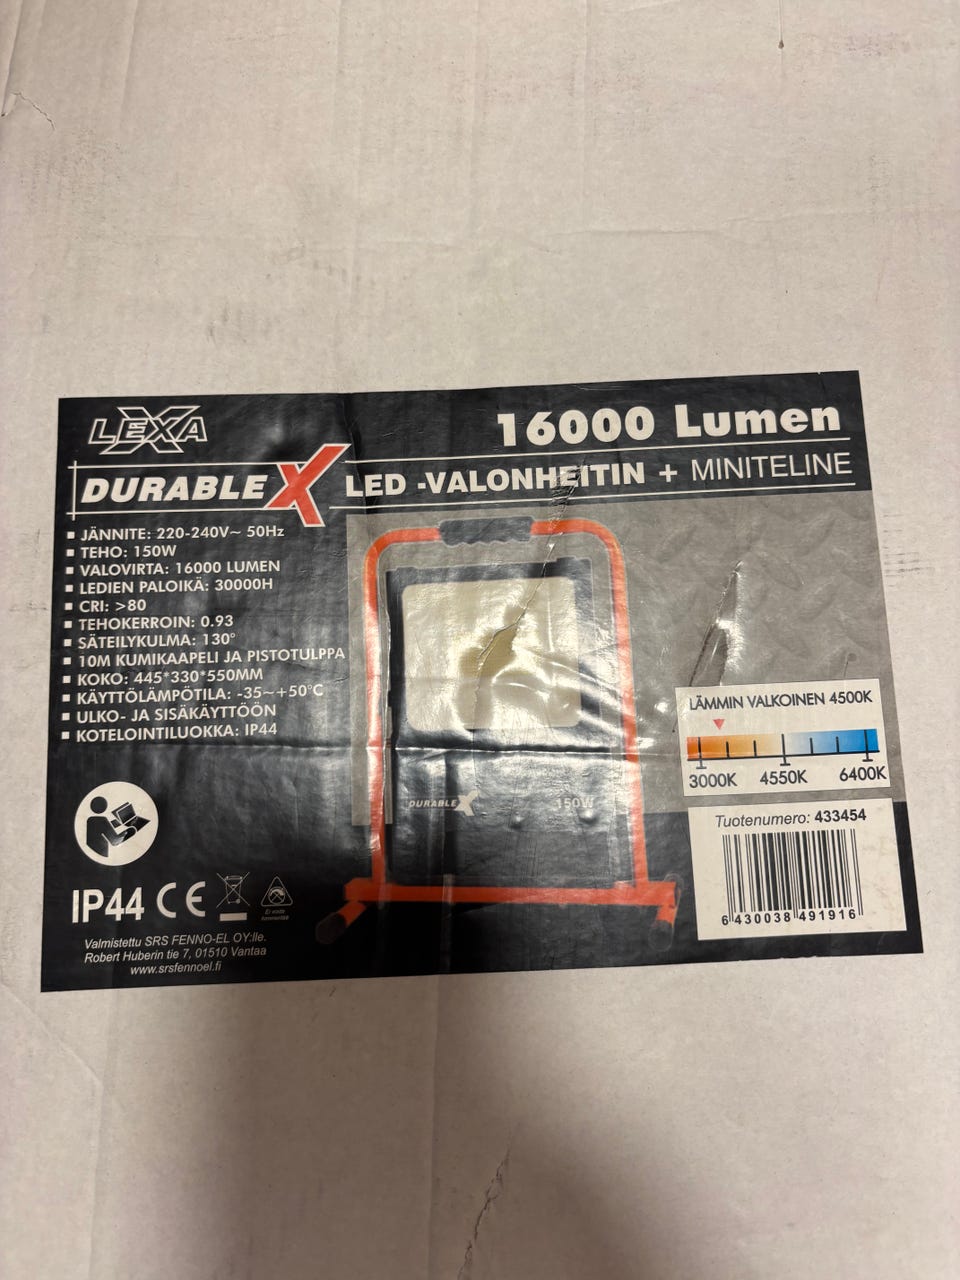 LEXA
16000 Lumen
DURABLE X LED -VALONHEITIN + MINITELINE
▪ JÄNNITE: 220-240V~ 50Hz
▪ TEHO: 150W
▪ VALOVIRTA: 16000 LUMEN
▪ LEDIEN PALOIKÄ: 30000H
▪ CRI: >80
▪ TEHOKERROIN: 0.93
▪ SÄTEILYKULMA: 130°
▪ 10M KUMIKAAPELI JA PISTOTULPPA
▪ KOKO: 445*330*550MM
▪ KÄYTTÖLÄMPÖTILA: -35~+50°C
▪ ULKO- JA SISÄKÄYTTÖÖN
▪ KOTELOINTILUOKKA: IP44
DURABLE X 150W
LÄMMIN VALKOINEN 4500K
3000K 4550K 6400K
Tuotenumero: 433454
6 430038 491916
IP44 CE
Ei voida
himmentää
Valmistettu SRS FENNO-EL OY:lle.
Robert Huberin tie 7, 01510 Vantaa
www.srsfennoel.fi